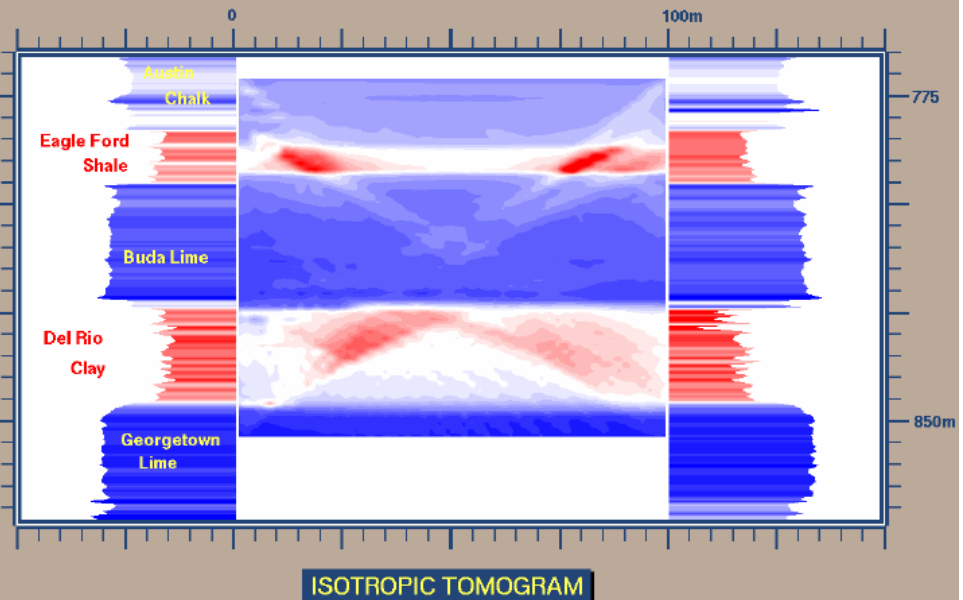 0
100m
Austin
Chalk
775
Eagle Ford
Shale
Buda Lime
Del Rio
Clay
850m
Georgetown
Lime
ISOTROPIC TOMOGRAM